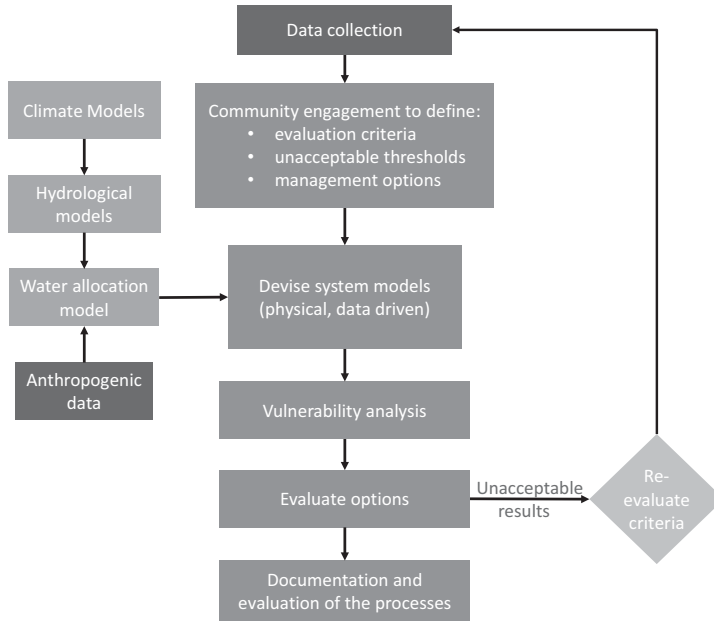 Data collection
Community engagement to define:
• evaluation criteria
• unacceptable thresholds
• management options
Climate Models
Hydrological
models
Water allocation
model
Anthropogenic
data
Devise system models
(physical, data driven)
Vulnerability analysis
Evaluate options
Unacceptable
results
Re-
evaluate
criteria
Documentation and
evaluation of the processes